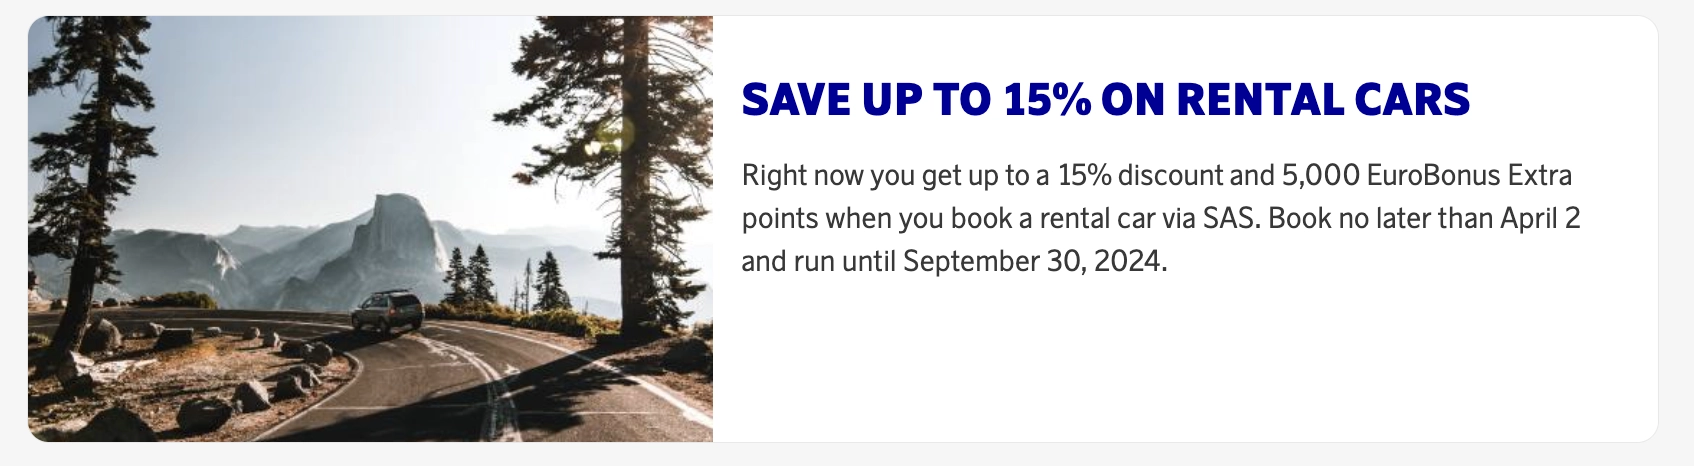 SAVE UP TO 15% ON RENTAL CARS
Right now you get up to a 15% discount and 5,000 EuroBonus Extra
points when you book a rental car via SAS. Book no later than April 2
and run until September 30, 2024.